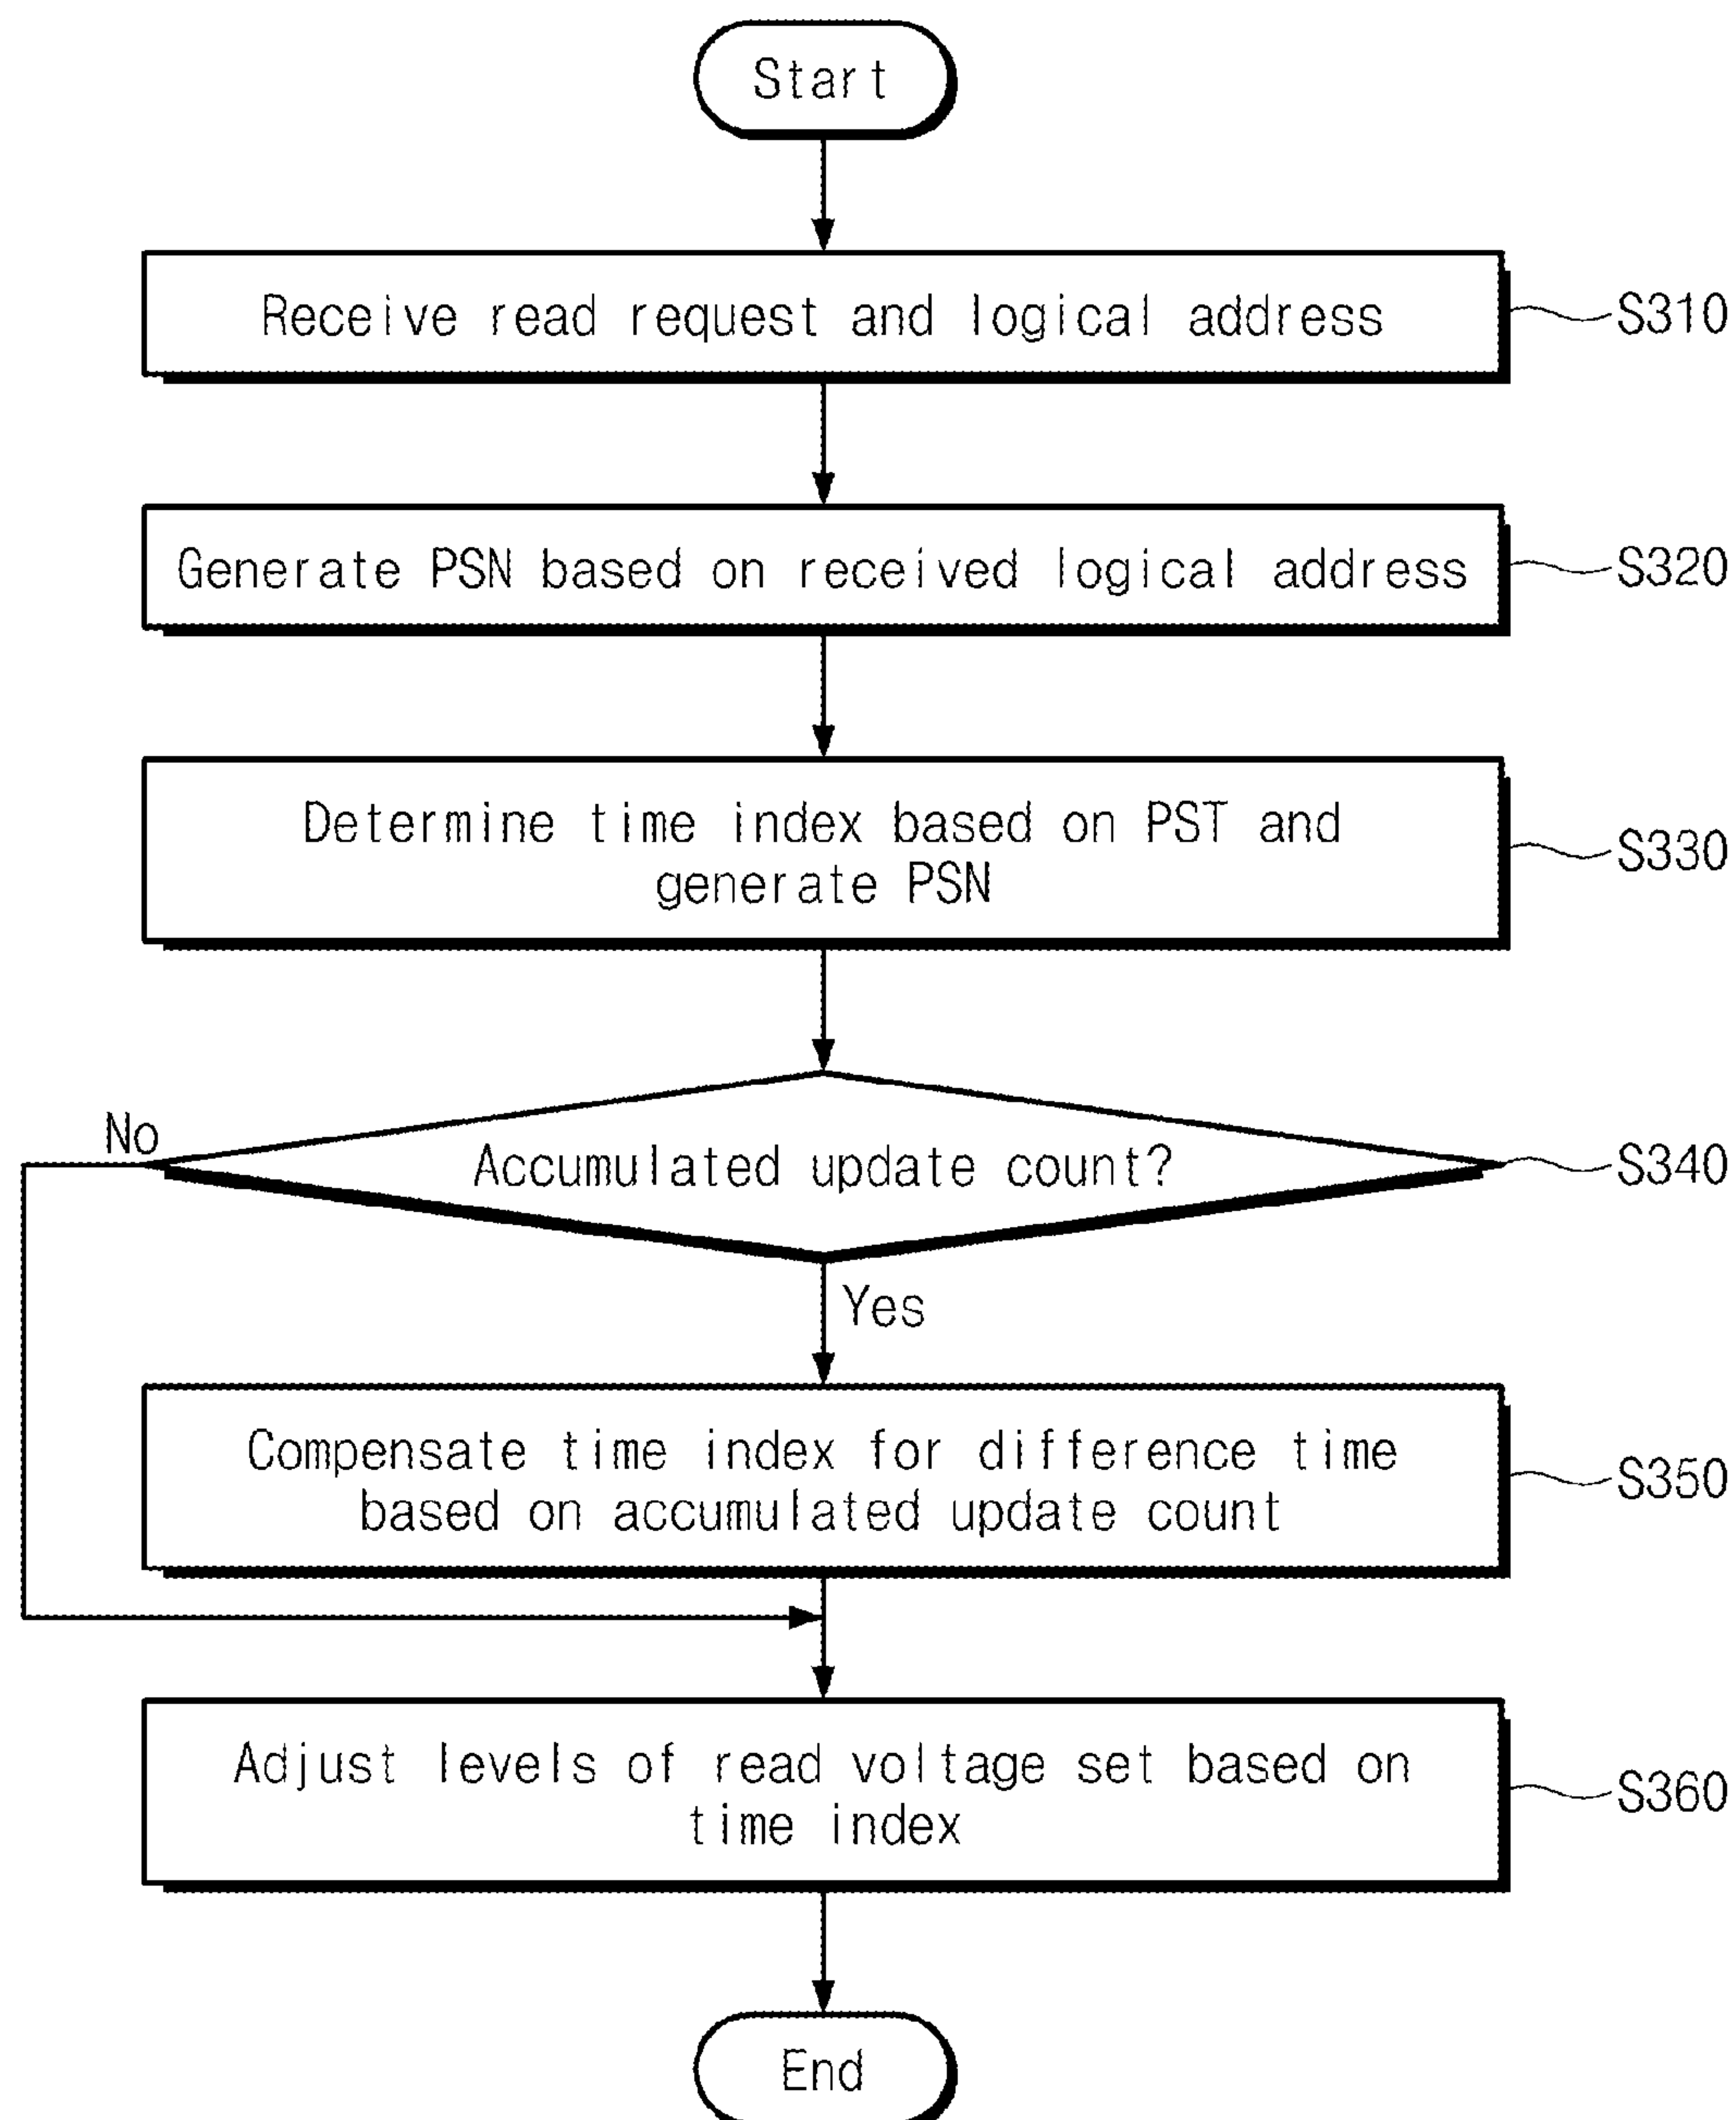 Start
Receive read request and logical address
S310
Generate PSN based on received logical address
S320
Determine time index based on PST and
generate PSN
S330
Accumulated update count?
S340
No
Yes
Compensate time index for difference time
based on accumulated update count
S350
Adjust levels of read voltage set based on
time index
S360
End